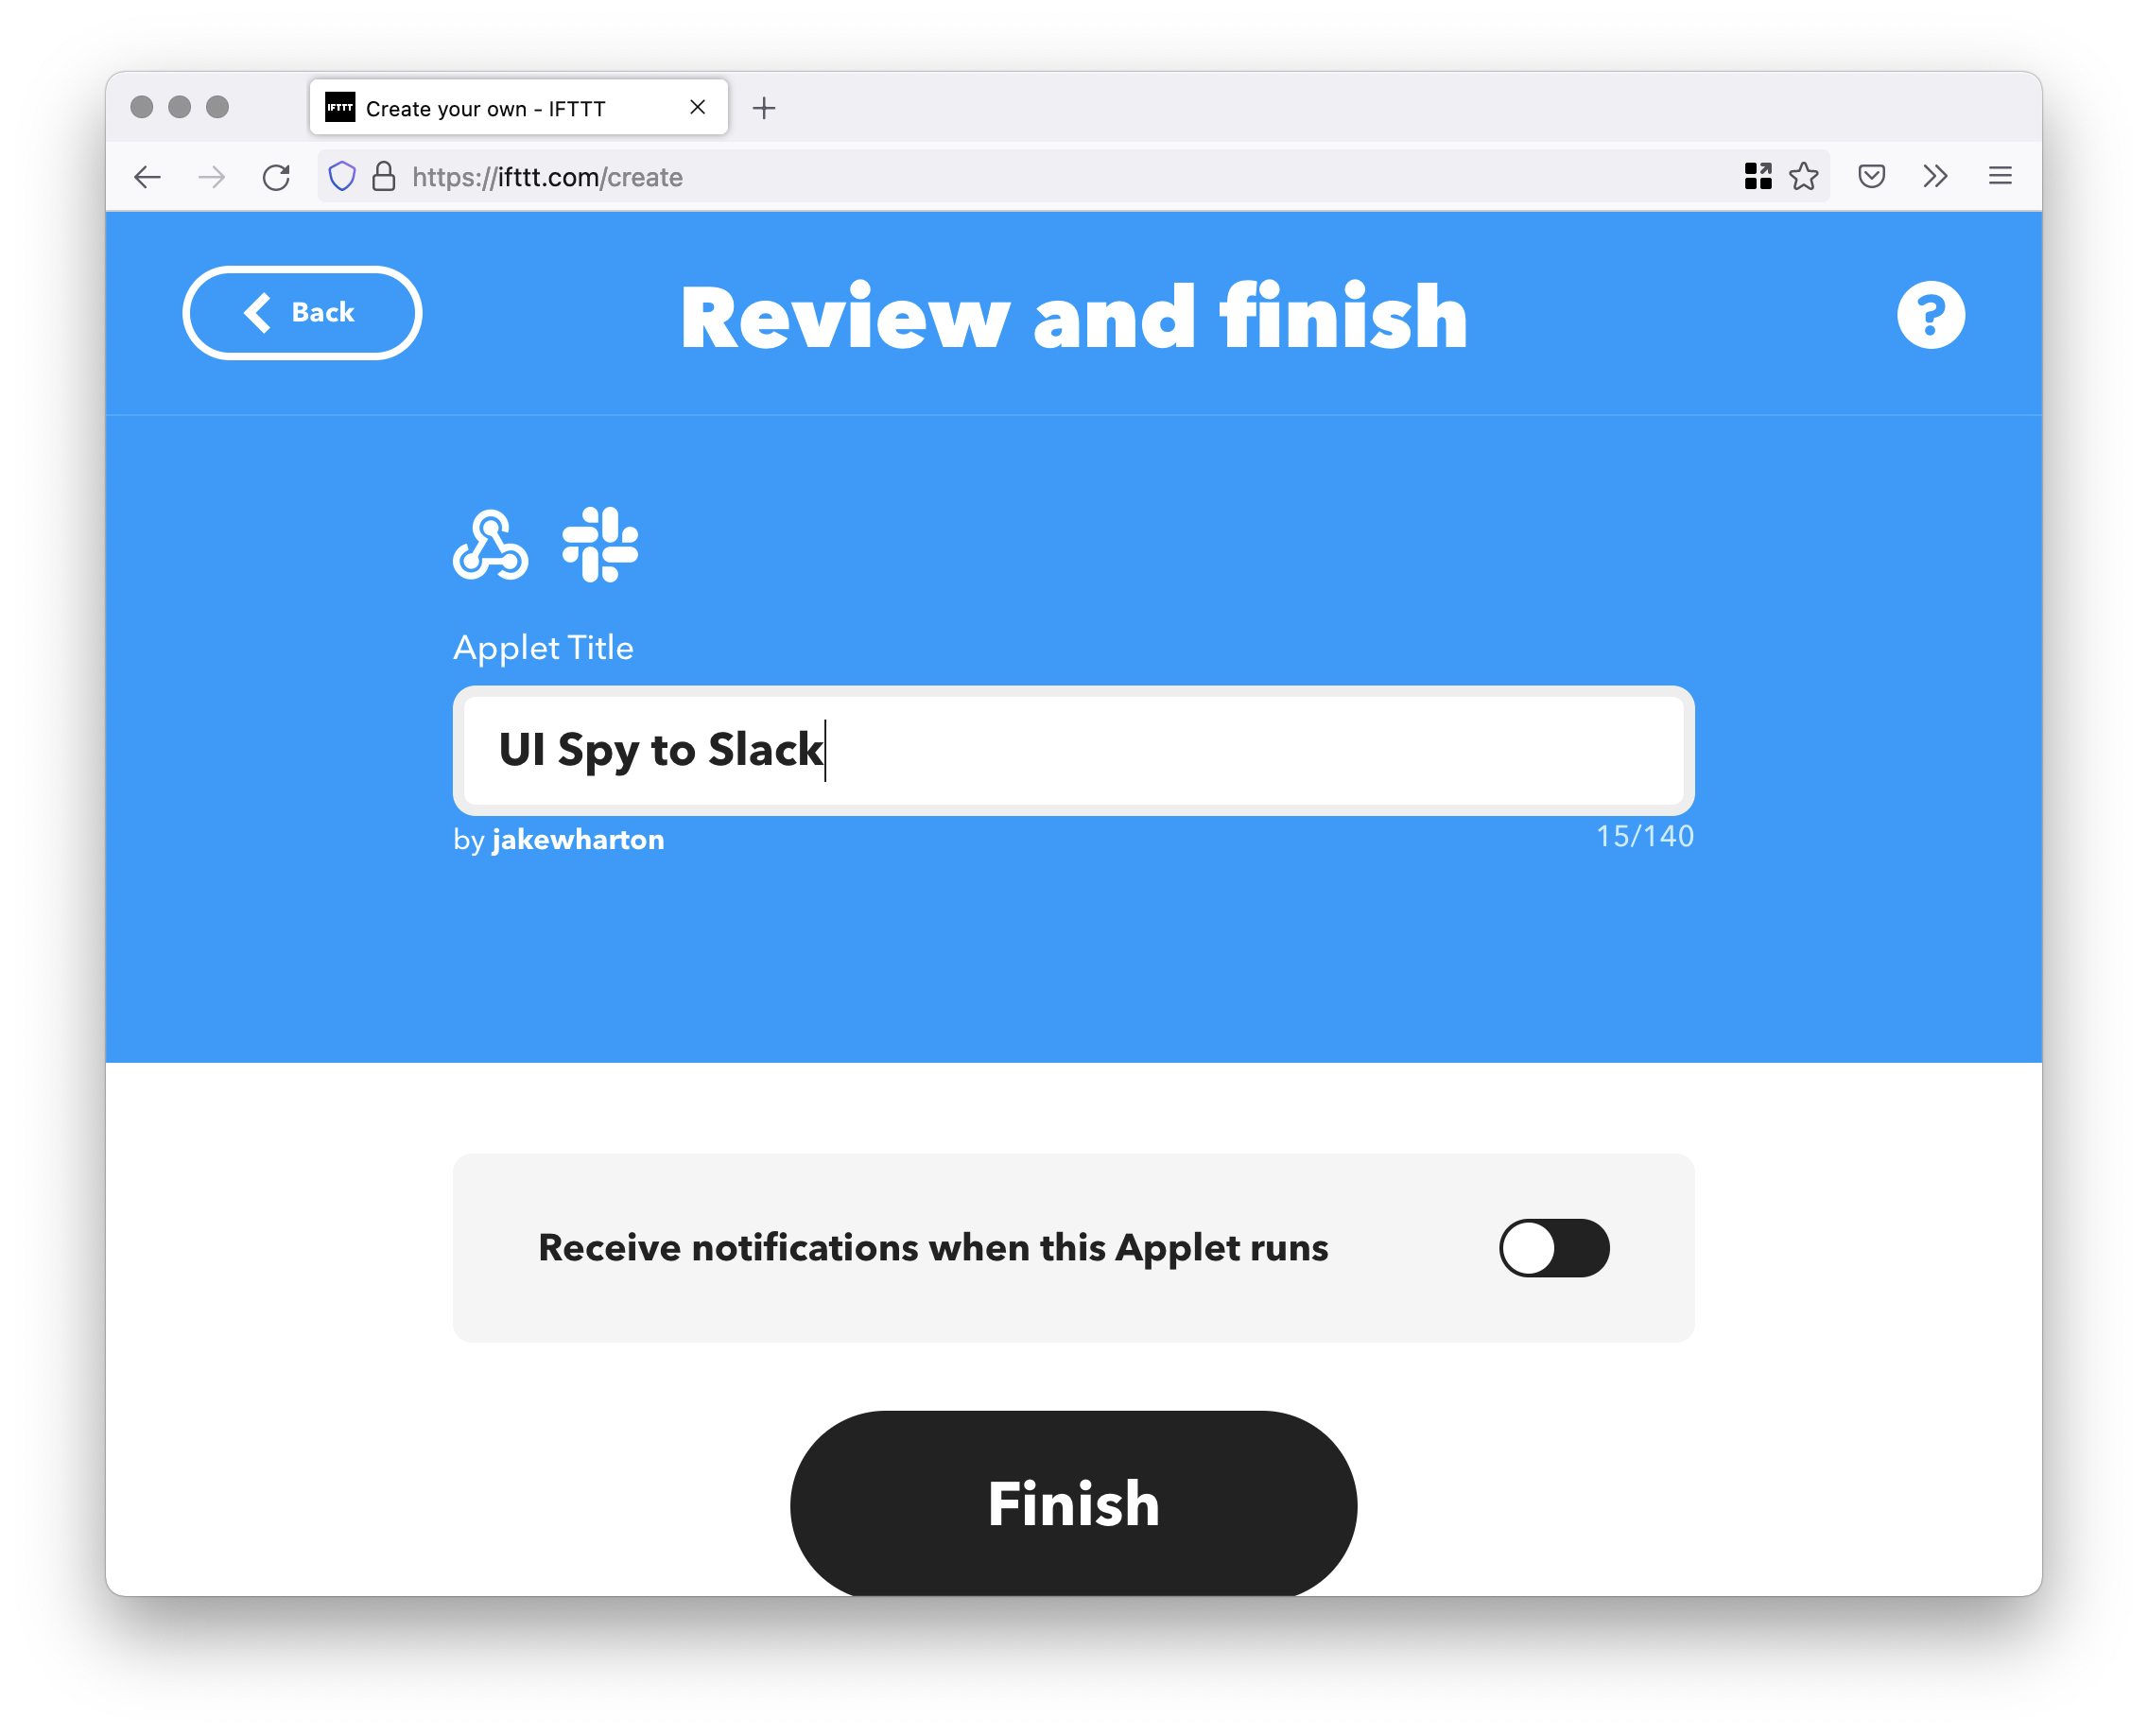 IFTTT Create your own - IFTTT
https://ifttt.com/create
Back
Review and finish
?
Applet Title
UI Spy to Slack
by jakewharton
15/140
Receive notifications when this Applet runs
Finish